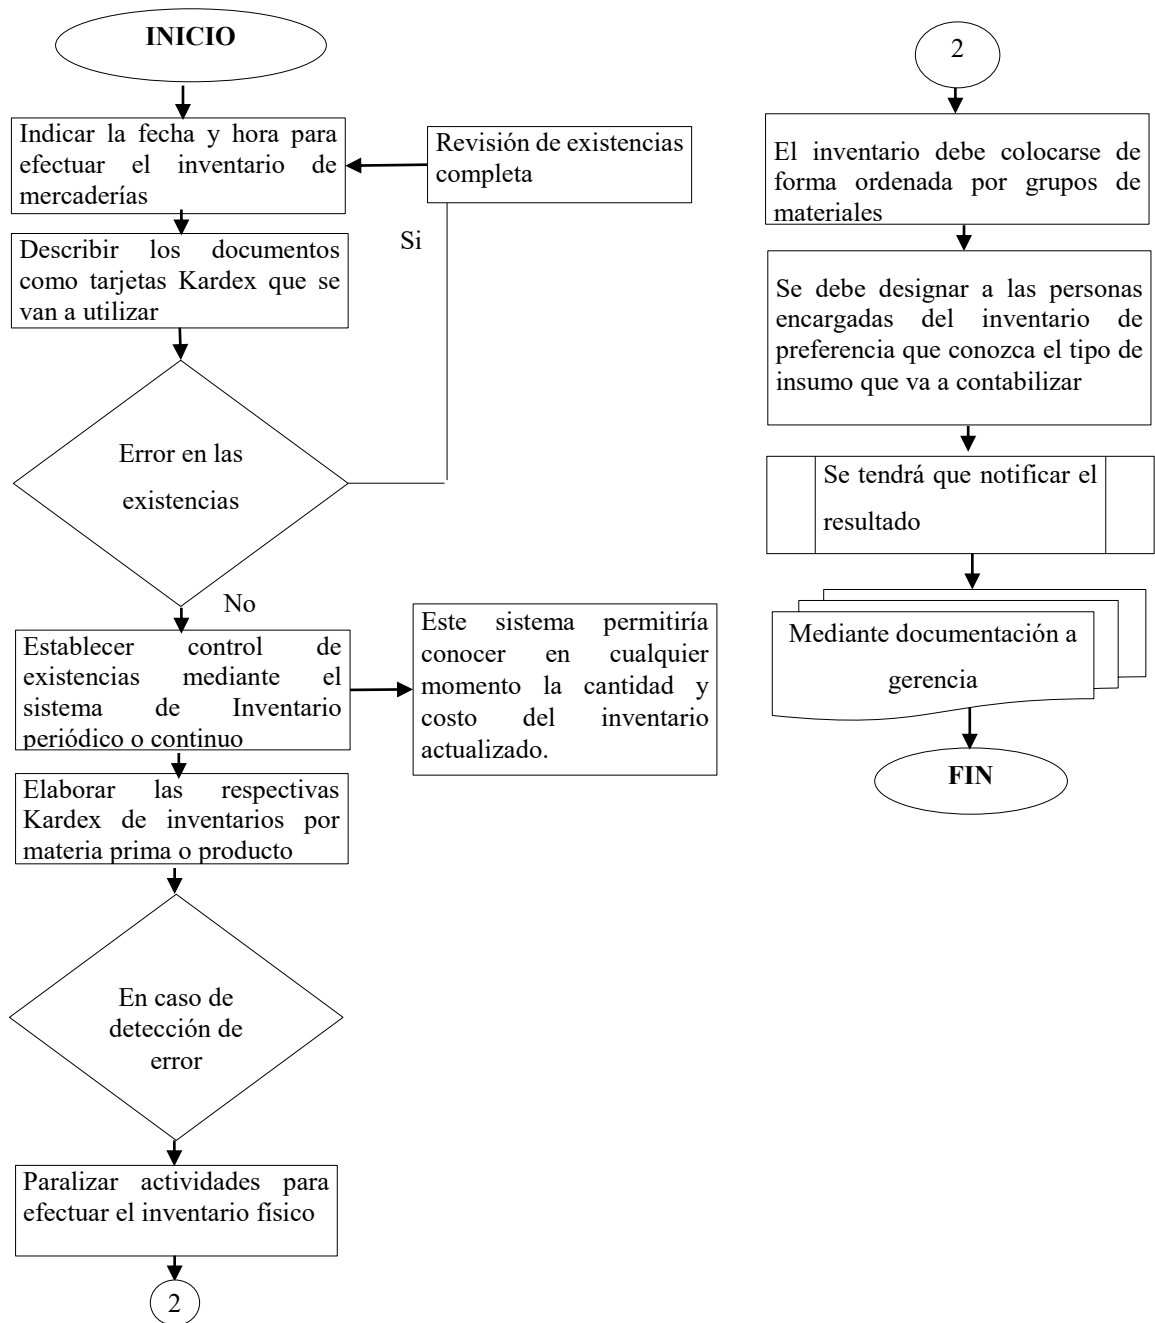 INICIO
Indicar la fecha y hora para
efectuar el inventario de
mercaderías
Revisión de existencias
completa
Si
Describir los documentos
como tarjetas Kardex que se
van a utilizar
Error en las
existencias
No
Establecer control de
existencias mediante el
sistema de Inventario
periódico o continuo
Este sistema permitiría
conocer en cualquier
momento la cantidad y
costo del inventario
actualizado.
Elaborar las respectivas
Kardex de inventarios por
materia prima o producto
En caso de
detección de
error
Paralizar actividades para
efectuar el inventario físico
2
2
El inventario debe colocarse de
forma ordenada por grupos de
materiales
Se debe designar a las personas
encargadas del inventario de
preferencia que conozca el tipo de
insumo que va a contabilizar
Se tendrá que notificar el
resultado
Mediante documentación a
gerencia
FIN